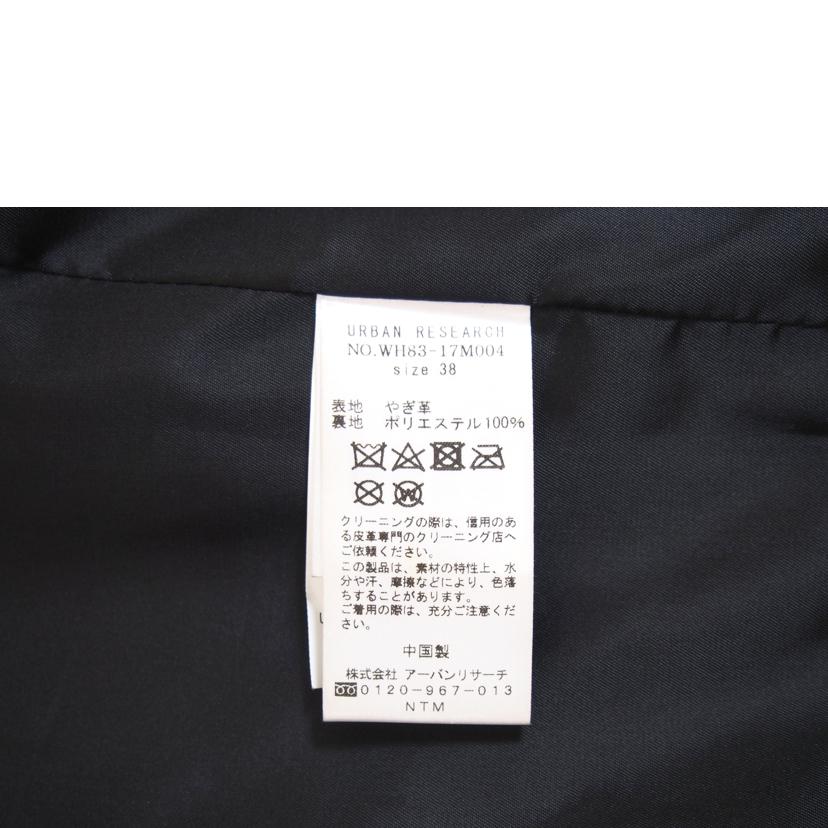 URBAN RESEARCH
NO.WH83-17M004
size 38
表地 やぎ革
裏地 ポリエステル100%
W
クリーニングの際は、信用のあ
る皮革専門のクリーニング店へ
ご依頼ください。
この製品は、素材の特性上、水
分や汗、摩擦などにより、色落
ちすることがあります。
ご着用の際は、充分ご注意くだ
さい。
中国製
株式会社 アーバンリサーチ
0120-967-013
NTM